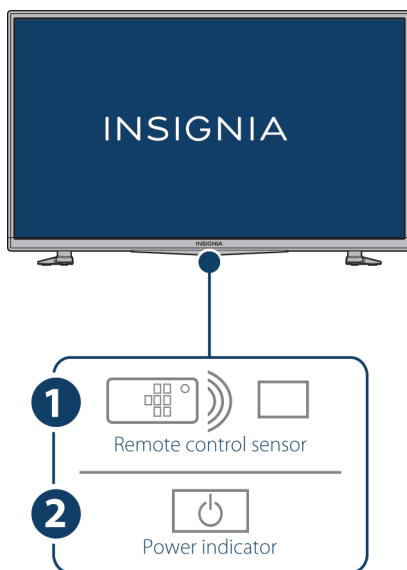 INSIGNIA
INSIGNIA
1
Remote control sensor
2
Power indicator